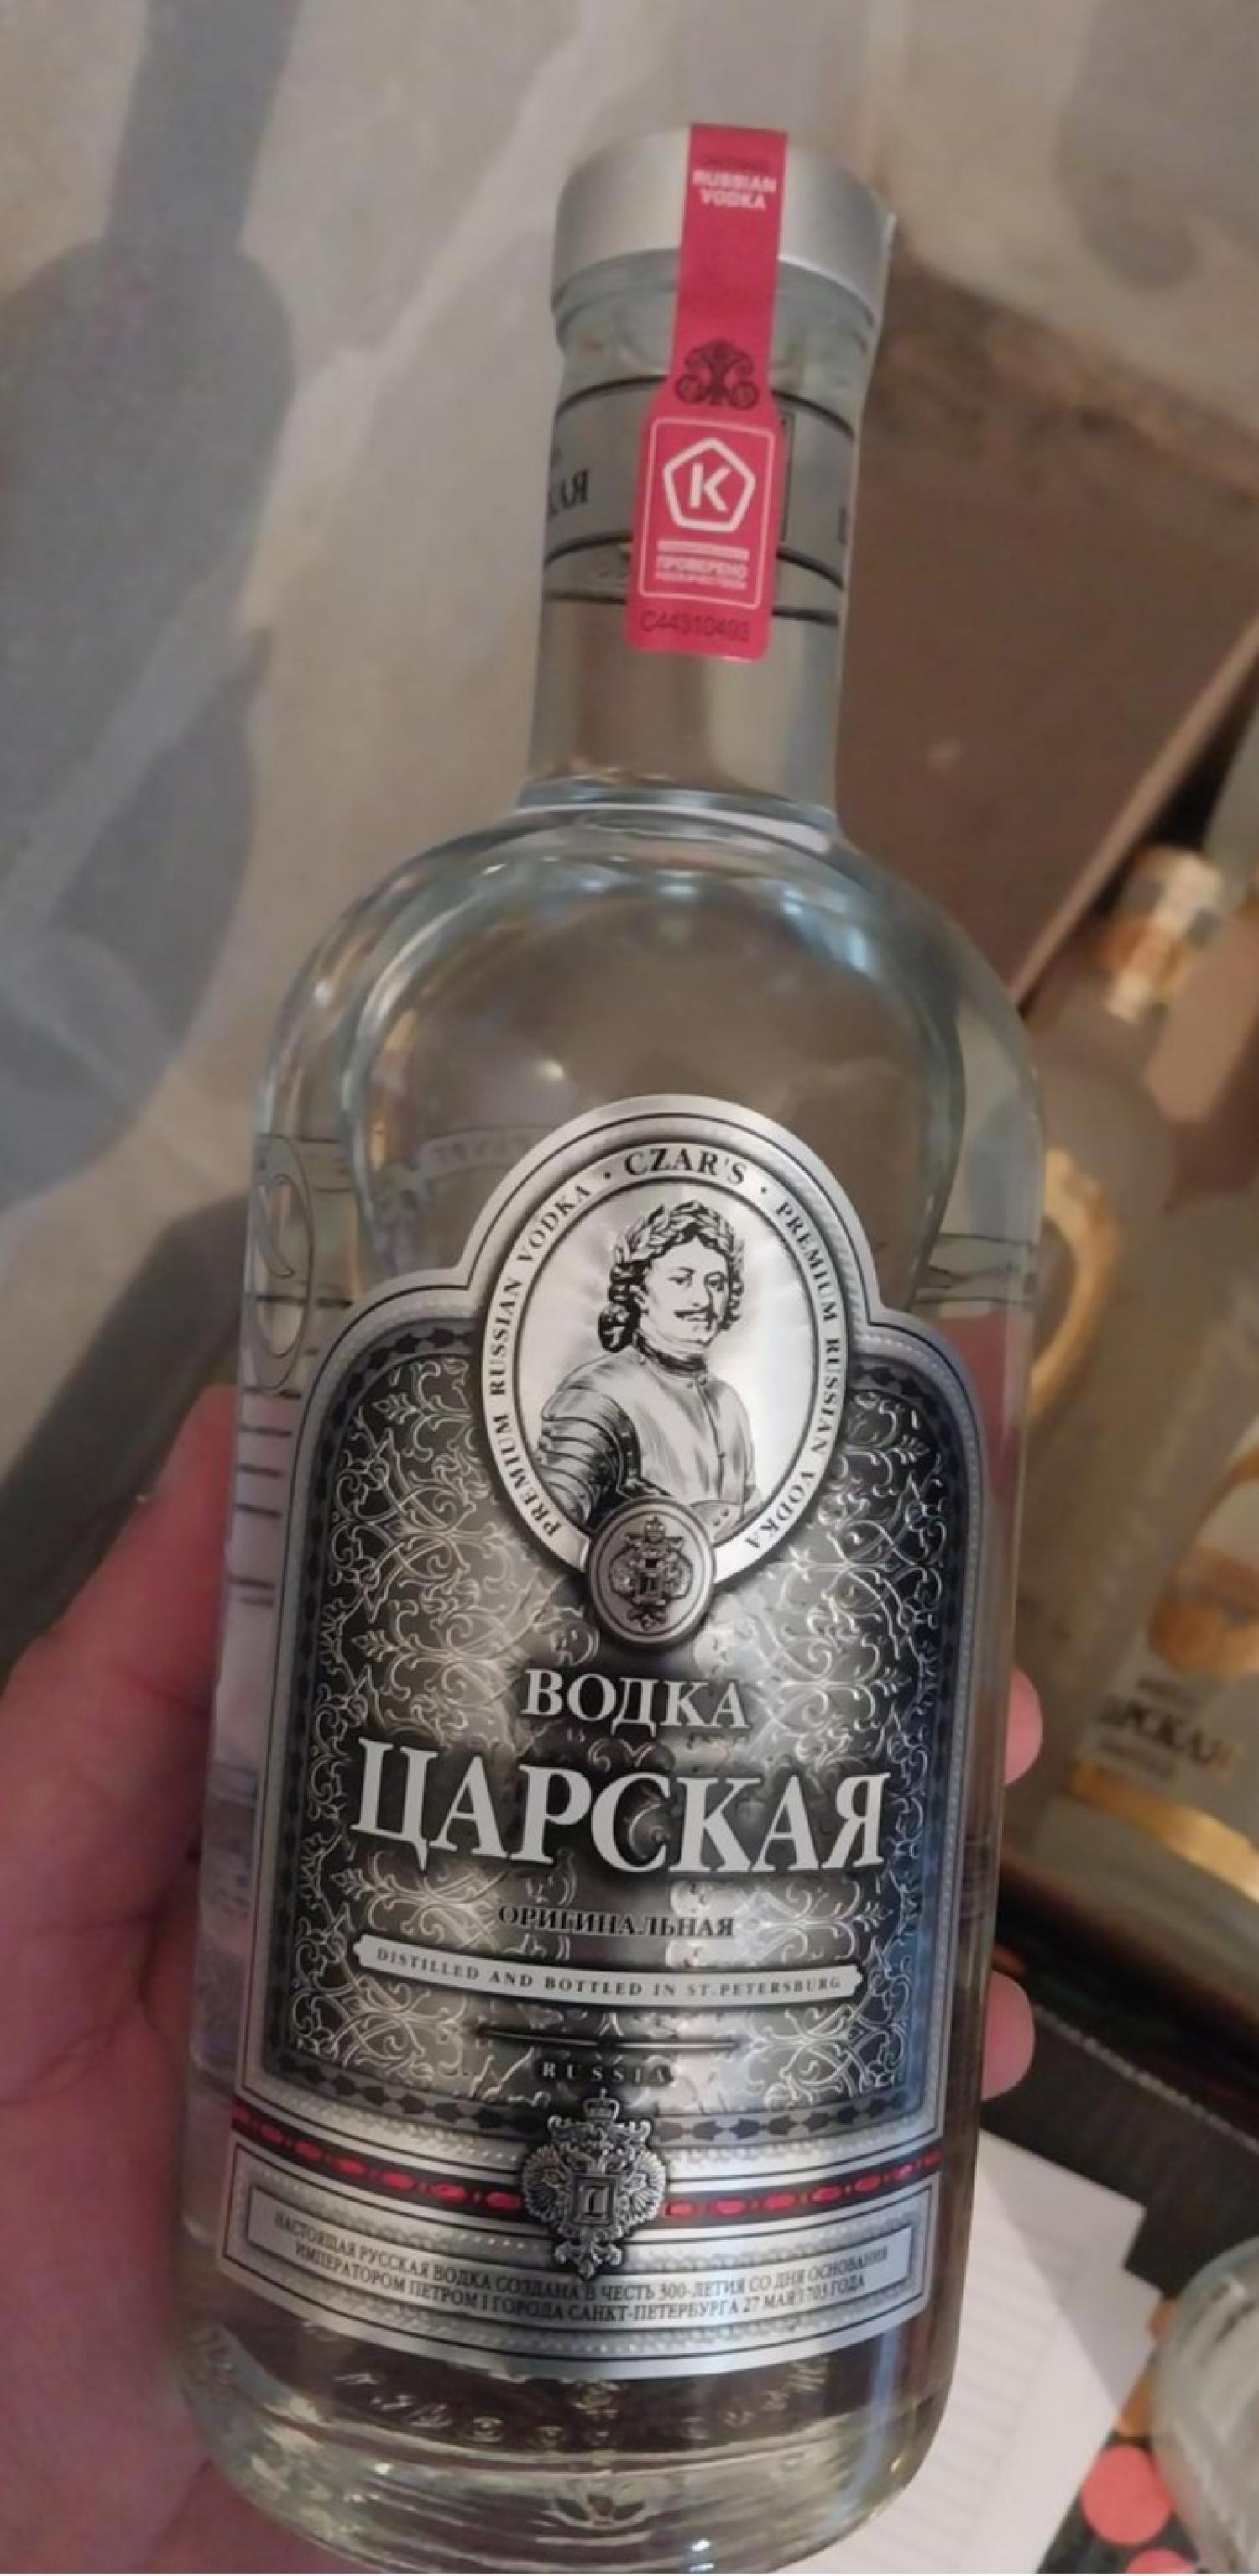 RUSSIAN
VODKA
K
ПРОВЕРЕНО
C44310493
PREMIUM RUSSIAN VODKA · CZAR'S · PREMIUM RUSSIAN VODKA
ВОДКА
ЦАРСКАЯ
ОРИГИНАЛЬНАЯ
DISTILLED AND BOTTLED IN ST.PETERSBURG
RUSSIA
НАСТОЯЩАЯ РУССКАЯ ВОДКА СОЗДАНА В ЧЕСТЬ 300-ЛЕТИЯ СО ДНЯ ОСНОВАНИЯ
ИМПЕРАТОРОМ ПЕТРОМ I ГОРОДА САНКТ-ПЕТЕРБУРГА 27 МАЯ 1703 ГОДА